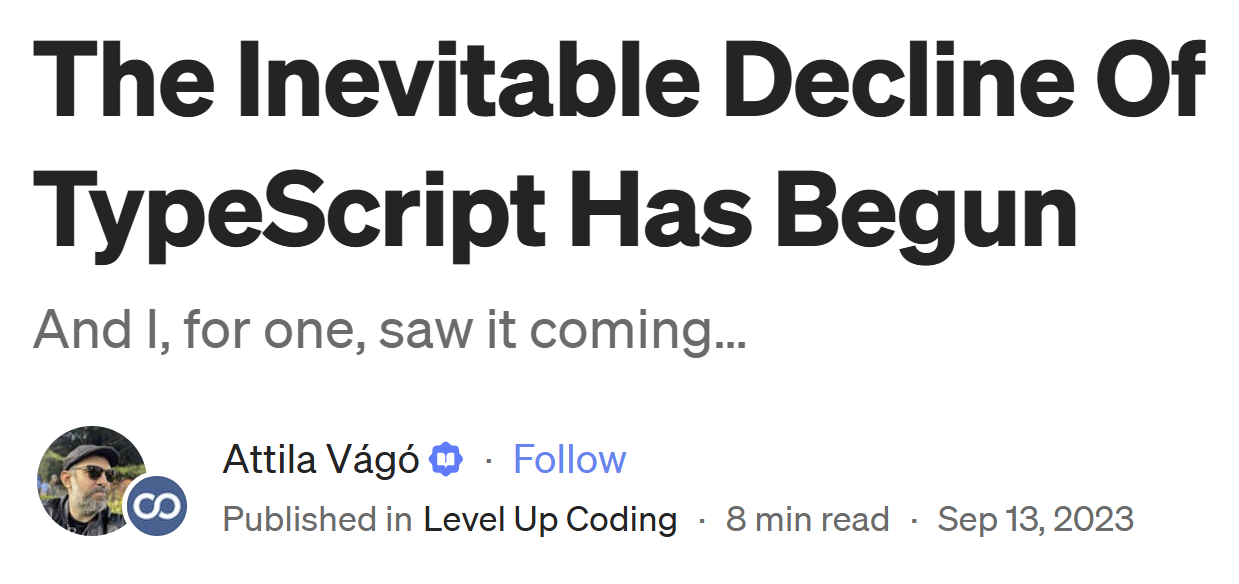 The Inevitable Decline Of
TypeScript Has Begun
And I, for one, saw it coming...
Attila Vágó · Follow
Published in Level Up Coding · 8 min read · Sep 13, 2023